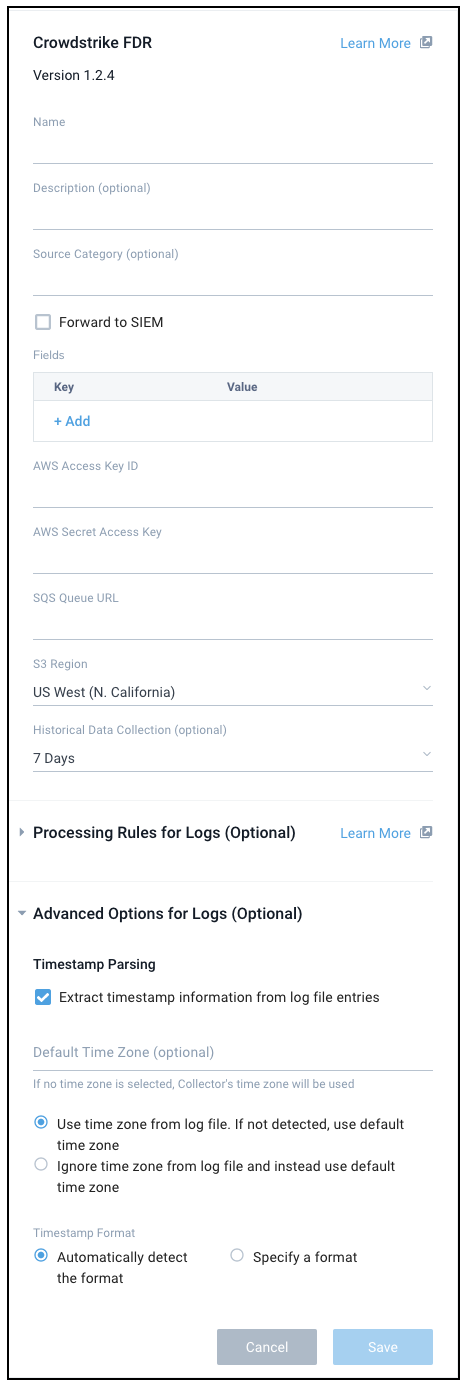 Crowdstrike FDR
Learn More
Version 1.2.4
Name
Description (optional)
Source Category (optional)
Forward to SIEM
Fields
Key Value
+ Add
AWS Access Key ID
AWS Secret Access Key
SQS Queue URL
S3 Region
US West (N. California)
Historical Data Collection (optional)
7 Days
Processing Rules for Logs (Optional)
Learn More
Advanced Options for Logs (Optional)
Timestamp Parsing
Extract timestamp information from log file entries
Default Time Zone (optional)
If no time zone is selected, Collector's time zone will be used
Use time zone from log file. If not detected, use default
time zone
Ignore time zone from log file and instead use default
time zone
Timestamp Format
Automatically detect
the format
Specify a format
Cancel
Save